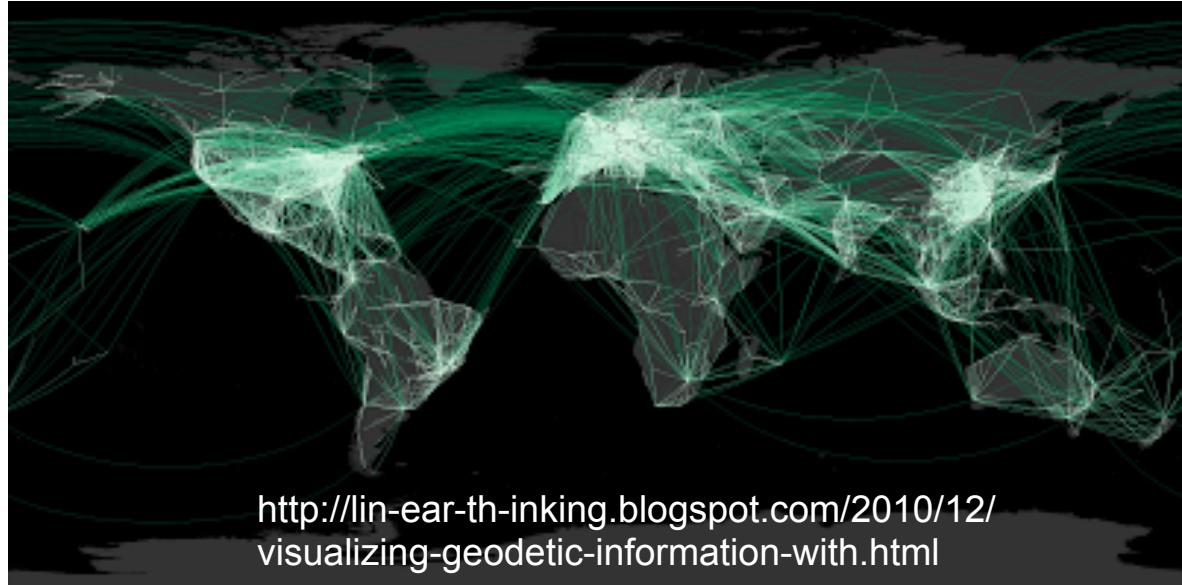 http://lin-ear-th-inking.blogspot.com/2010/12/
visualizing-geodetic-information-with.html